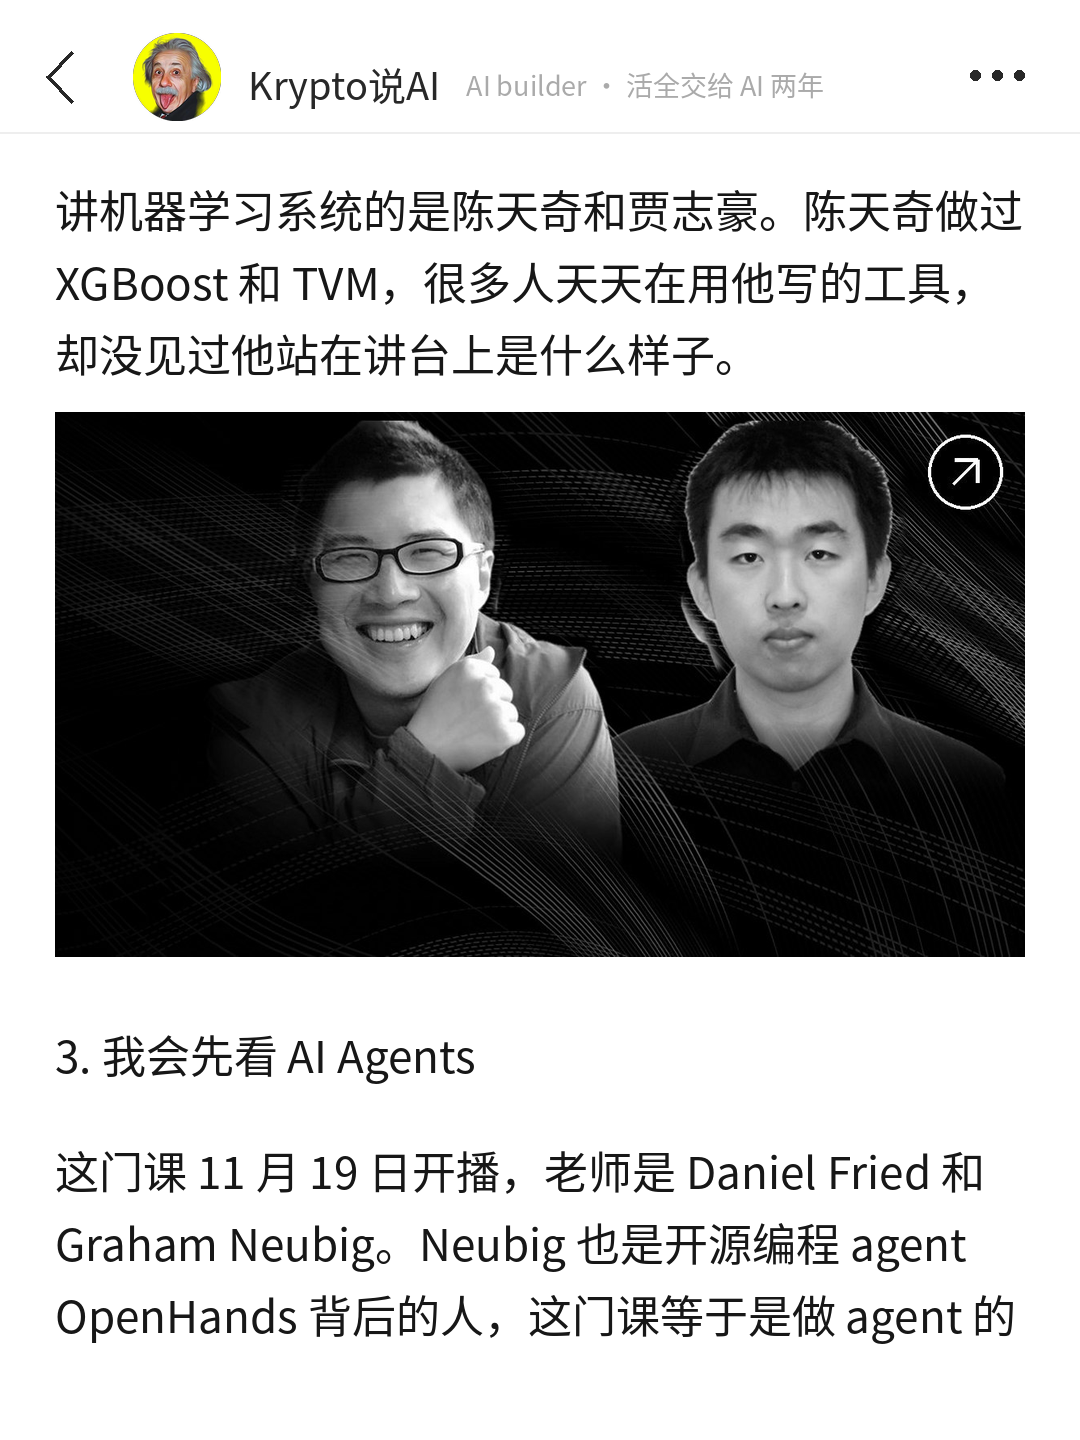 Krypto说AI AI builder · 活全交给 AI 两年
讲机器学习系统的是陈天奇和贾志豪。陈天奇做过
XGBoost 和 TVM，很多人天天在用他写的工具，
却没见过他站在讲台上是什么样子。
3. 我会先看 AI Agents
这门课 11 月 19 日开播，老师是 Daniel Fried 和
Graham Neubig。Neubig 也是开源编程 agent
OpenHands 背后的人，这门课等于是做 agent 的